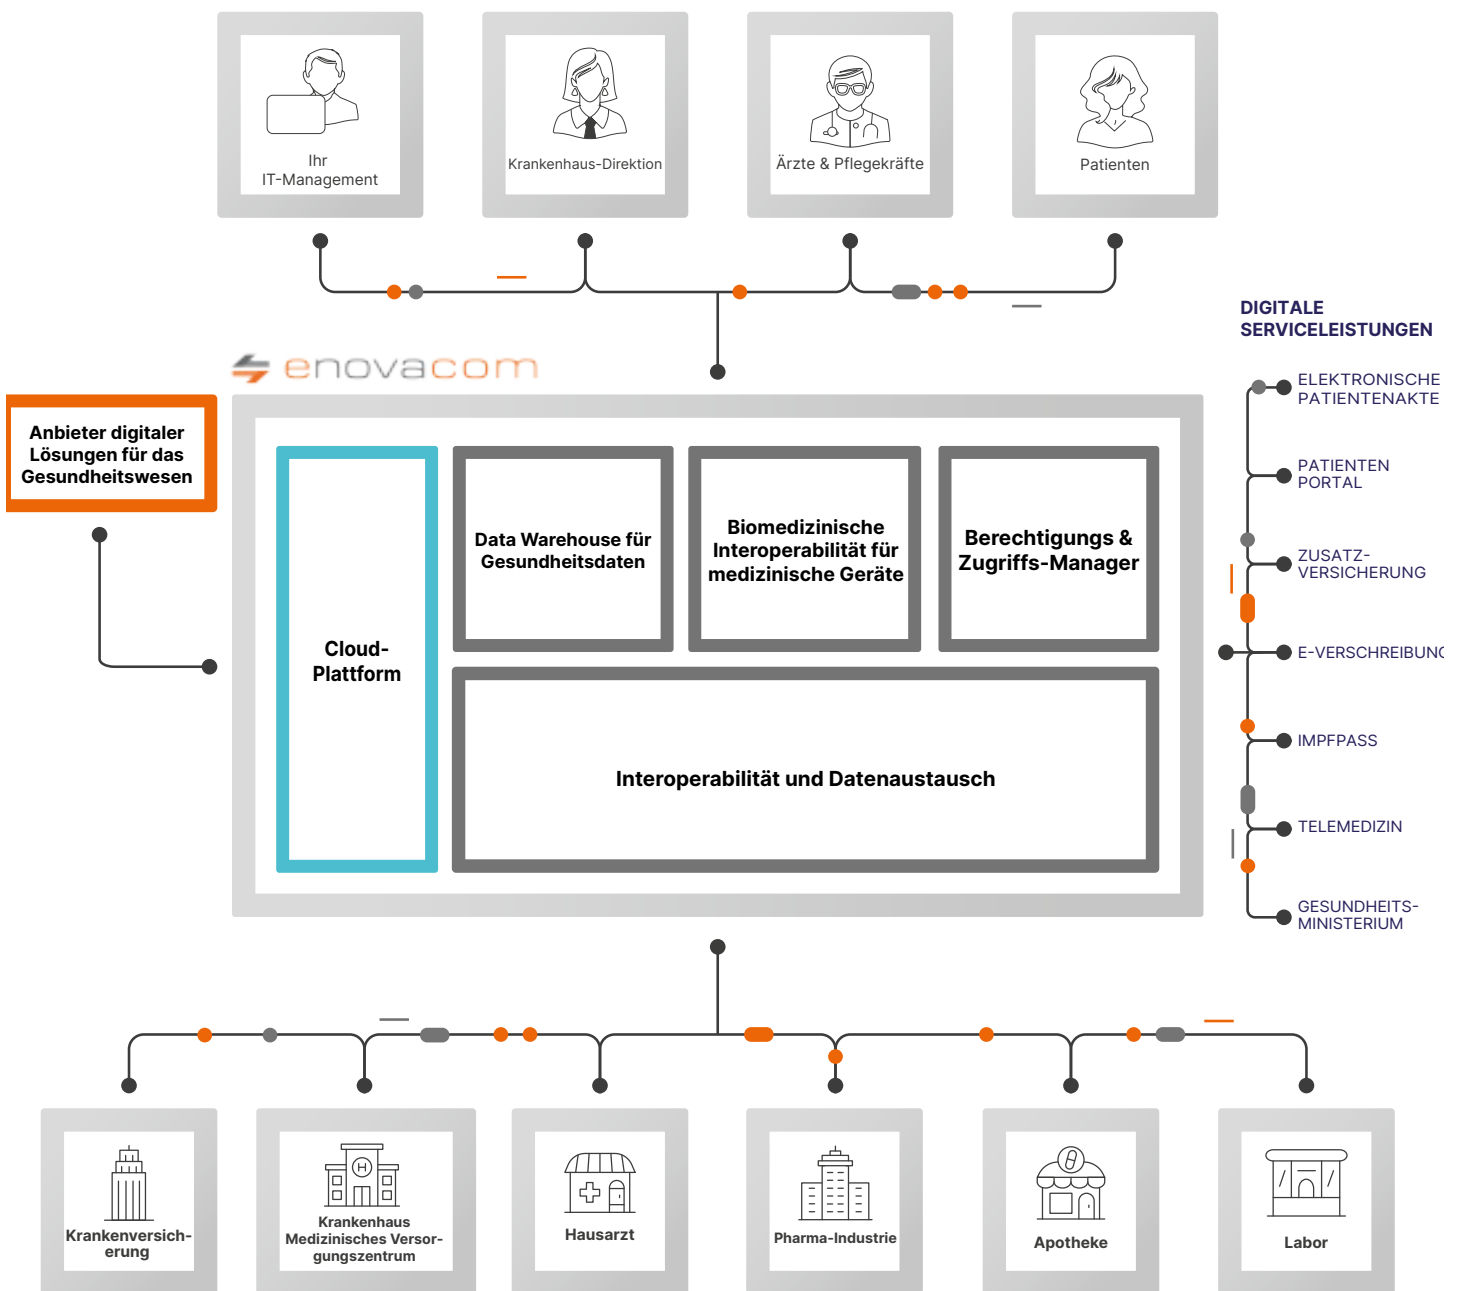 Ihr
IT-Management
Krankenhaus-Direktion
Ärzte & Pflegekräfte
Patienten
enovacom
DIGITALE
SERVICELEISTUNGEN
ELEKTRONISCHE
PATIENTENAKTE
PATIENTEN
PORTAL
ZUSATZ-
VERSICHERUNG
E-VERSCHREIBUNG
IMPFPASS
TELEMEDIZIN
GESUNDHEITS-
MINISTERIUM
Anbieter digitaler
Lösungen für das
Gesundheitswesen
Cloud-
Plattform
Data Warehouse für
Gesundheitsdaten
Biomedizinische
Interoperabilität für
medizinische Geräte
Berechtigungs &
Zugriffs-Manager
Interoperabilität und Datenaustausch
Krankenversich-
erung
H
Krankenhaus
Medizinisches Versor-
gungszentrum
Hausarzt
Pharma-Industrie
Apotheke
Labor